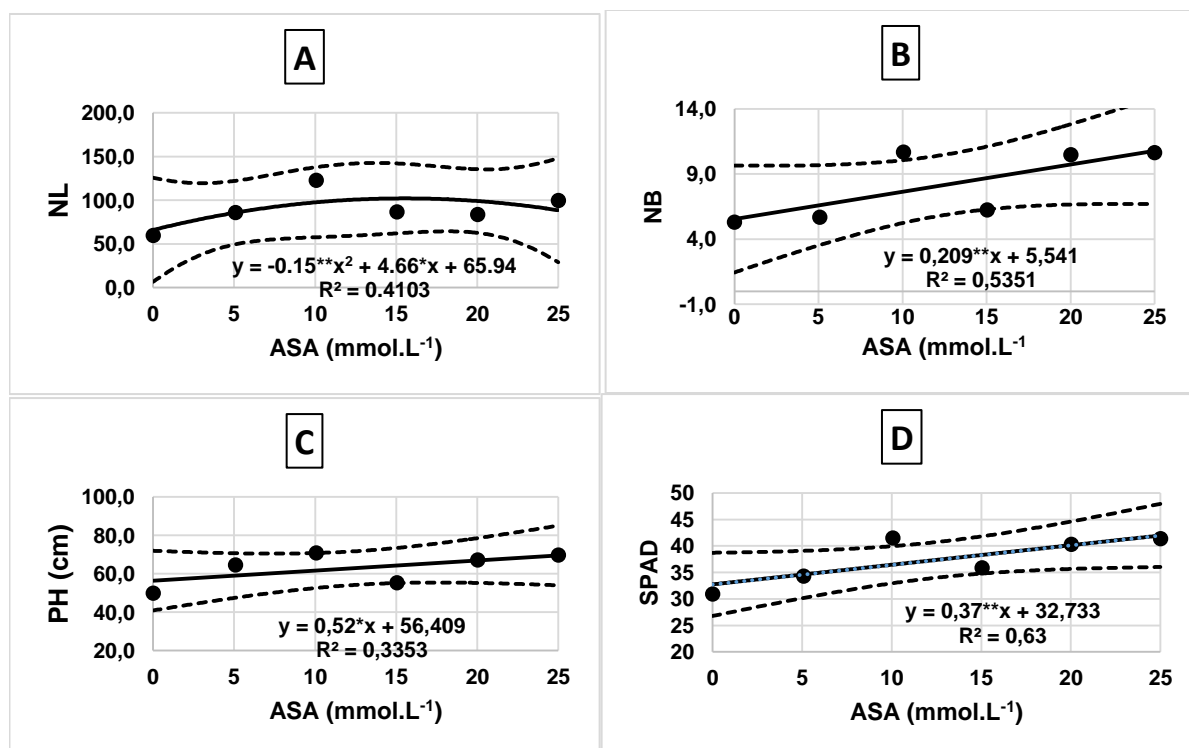 A
NL
200,0
150,0
100,0
50,0
0,0
y = -0.15**x² + 4.66*x + 65.94
R² = 0.4103
0 5 10 15 20 25
ASA (mmol.L⁻¹)
B
NB
14,0
9,0
4,0
-1,0
y = 0,209**x + 5,541
R² = 0,5351
0 5 10 15 20 25
ASA (mmol.L⁻¹
C
PH (cm)
100,0
80,0
60,0
40,0
20,0
y = 0,52*x + 56,409
R² = 0,3353
0 5 10 15 20 25
ASA (mmol.L⁻¹)
D
SPAD
50
45
40
35
30
25
20
y = 0,37**x + 32,733
R² = 0,63
0 5 10 15 20 25
ASA (mmol.L⁻¹)